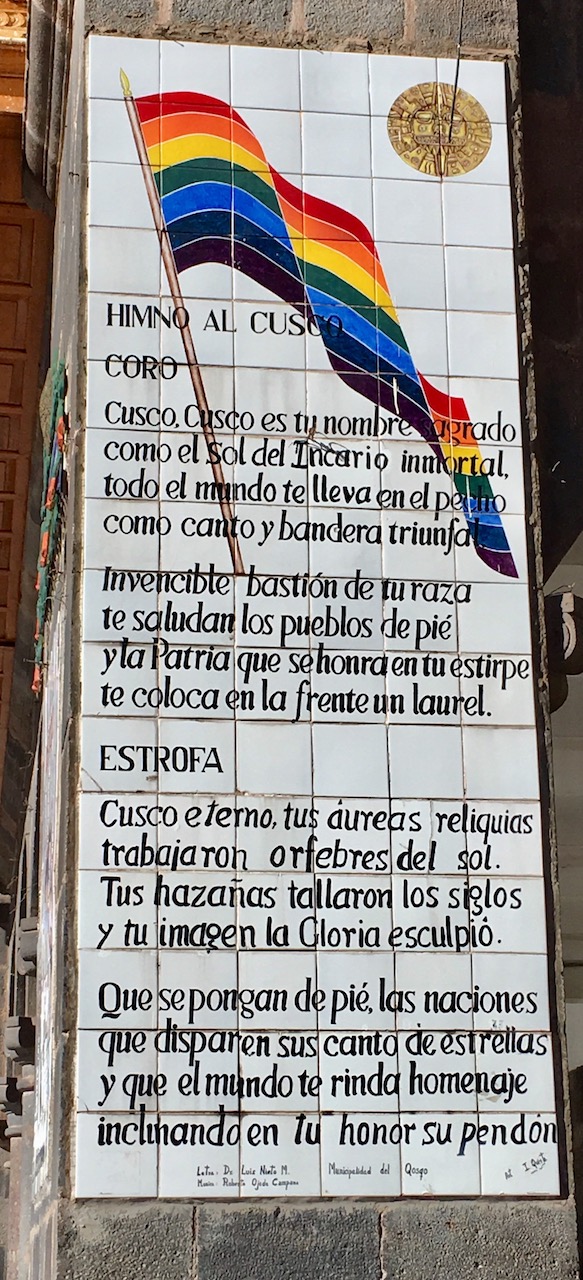 HIMNO AL CUSCO
CORO
Cusco, Cusco es tu nombre sagrado
como el Sol del Incario inmortal,
todo el mundo te lleva en el pecho
como canto y bandera triunfal.
Invencible bastión de tu raza
te saludan los pueblos de pié
y la Patria que se honra en tu estirpe
te coloca en la frente un laurel.
ESTROFA
Cusco eterno, tus áureas reliquias
trabajaron orfebres del sol.
Tus hazañas tallaron los siglos
y tu imagen la Gloria esculpió.
Que se pongan de pié, las naciones
que disparen sus canto de estrellas
y que el mundo te rinda homenaje
inclinando en tu honor su pendón
Letra: Dr. Luis Nieto M. Municipalidad del Qosqo
Música: Roberto Ojeda Campana